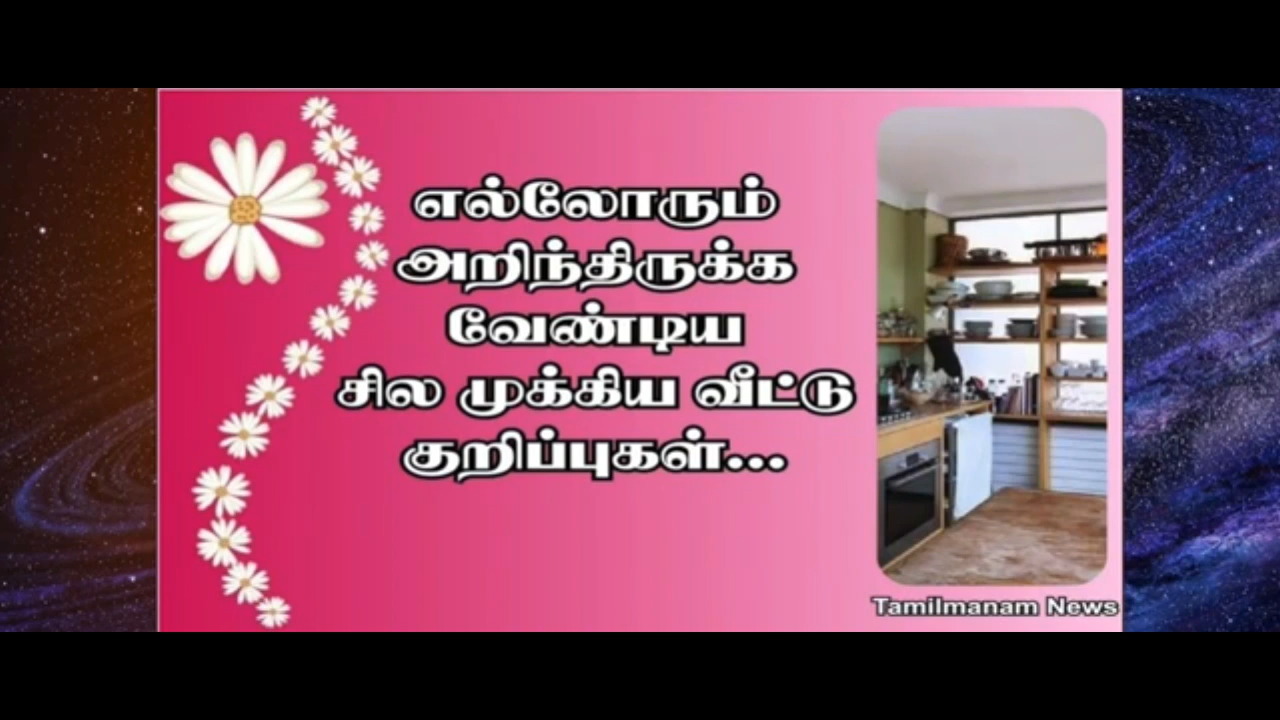 எல்லோரும்
அறிந்திருக்க
வேண்டிய
சில முக்கிய வீட்டு
குறிப்புகள்...
Tamilmanam News